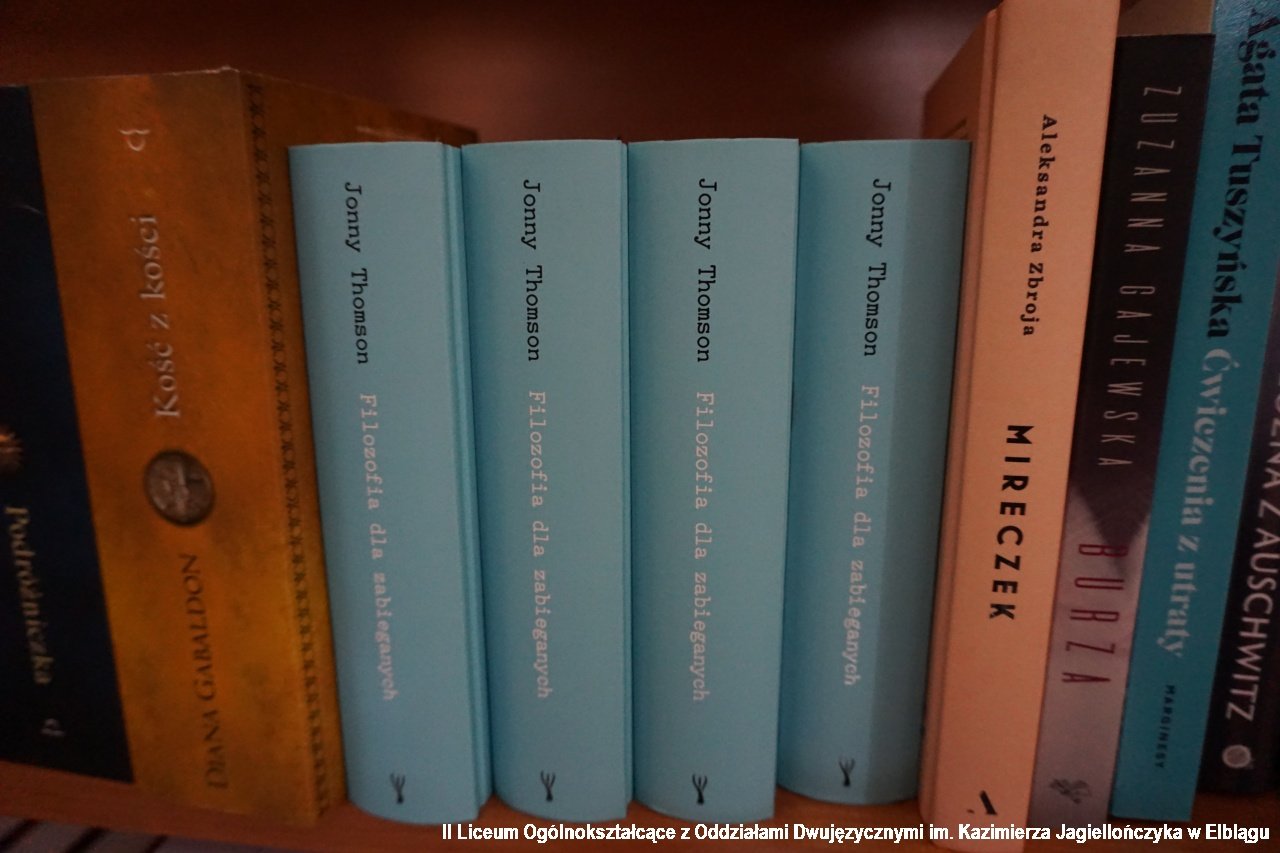 Podróżniczka
Kość z kości
DIANA GABALDON
Jonny Thomson Filozofia dla zabieganych
Jonny Thomson Filozofia dla zabieganych
Jonny Thomson Filozofia dla zabieganych
Jonny Thomson Filozofia dla zabieganych
Aleksandra Zbroja MIRECZEK
ZUZANNA GAJEWSKA BURZA
Agata Tuszyńska Ćwiczenia z utraty MARGINESY
Z AUSCHWITZ
II Liceum Ogólnokształcące z Oddziałami Dwujęzycznymi im. Kazimierza Jagiellończyka w Elblągu